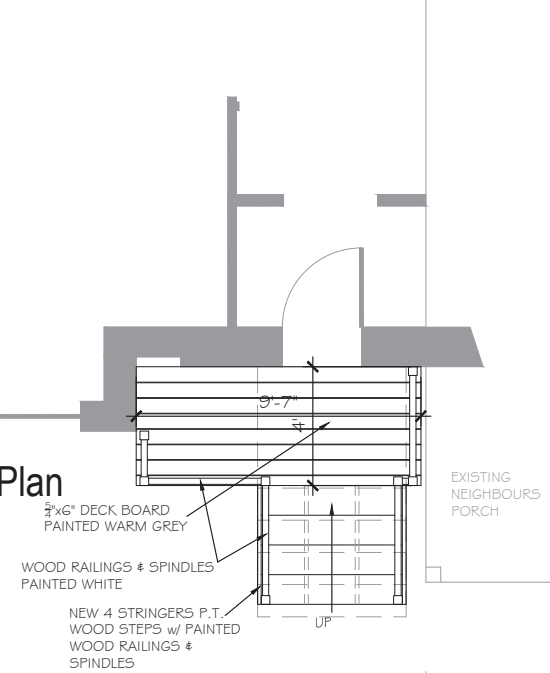 9'-7"
4'
Plan
5/4"x6" DECK BOARD
PAINTED WARM GREY
EXISTING
NEIGHBOURS
PORCH
WOOD RAILINGS & SPINDLES
PAINTED WHITE
NEW 4 STRINGERS P.T.
WOOD STEPS w/ PAINTED
WOOD RAILINGS &
SPINDLES
UP